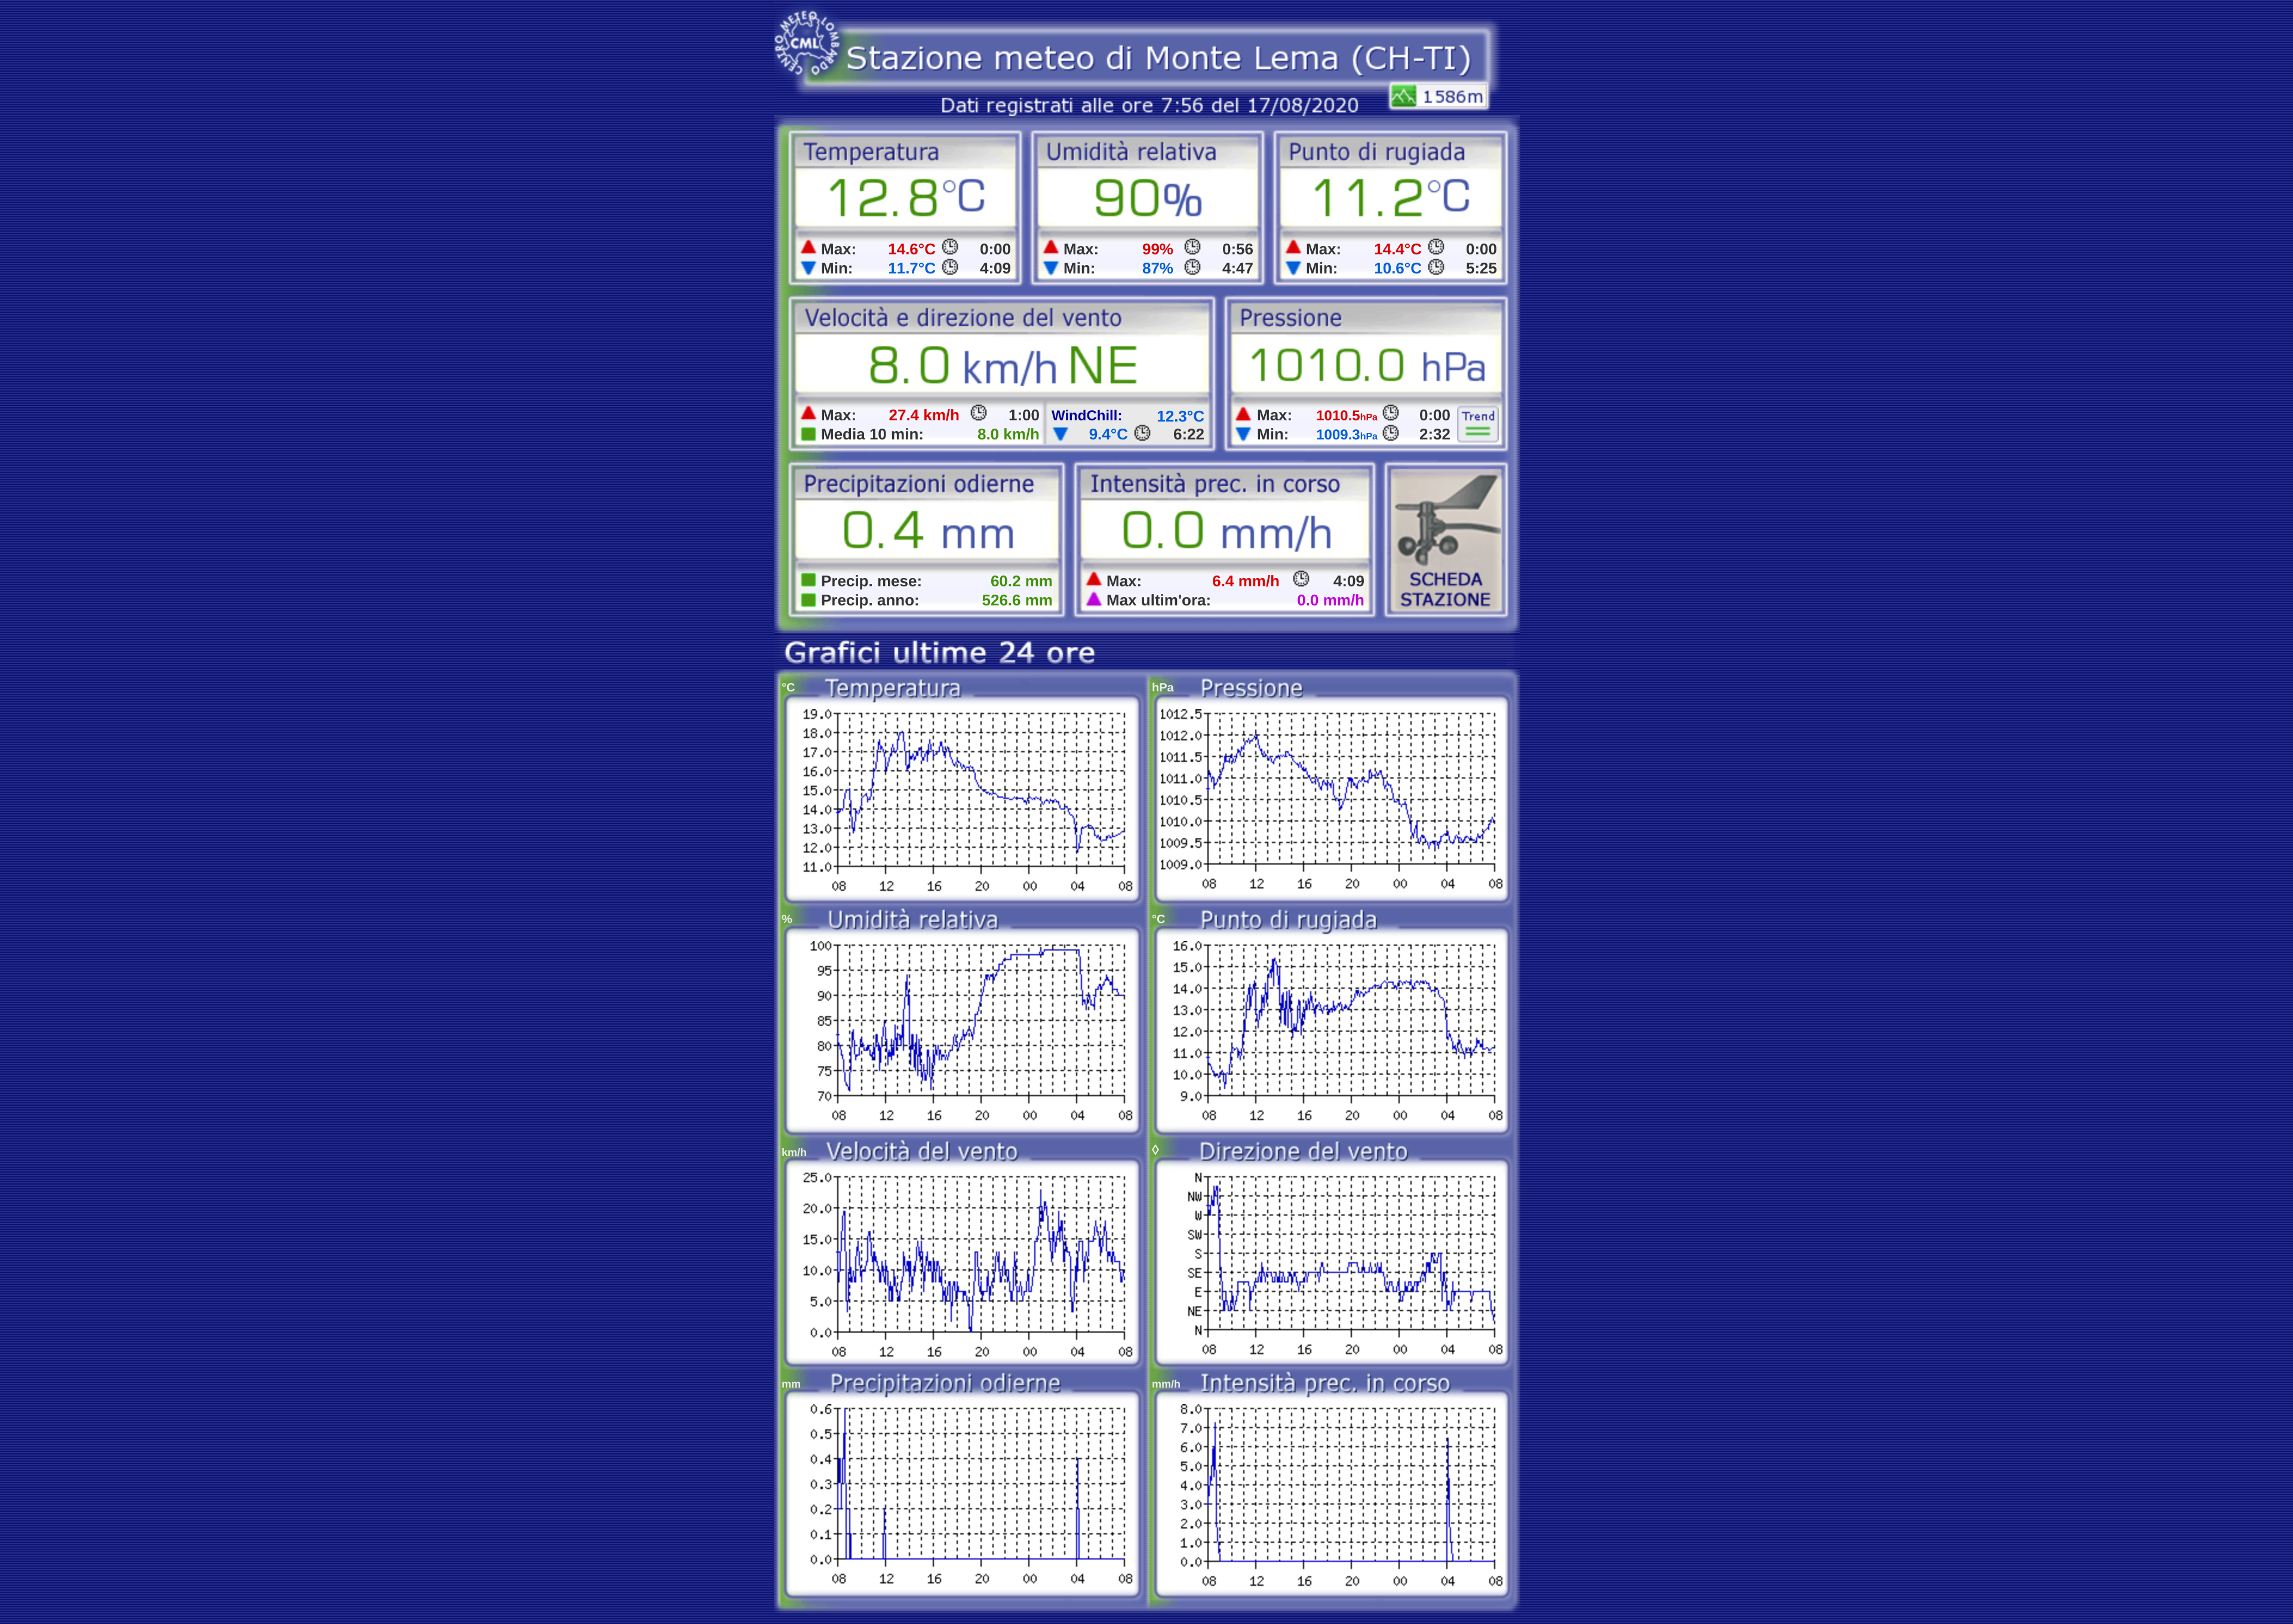 CENTRO METEO LOMBARDO
CML
Stazione meteo di Monte Lema (CH-TI)
Dati registrati alle ore 7:56 del 17/08/2020
1586m
Temperatura
12.8°C
Max: 14.6°C 0:00
Min: 11.7°C 4:09
Umidità relativa
90%
Max: 99% 0:56
Min: 87% 4:47
Punto di rugiada
11.2°C
Max: 14.4°C 0:00
Min: 10.6°C 5:25
Velocità e direzione del vento
8.0 km/h NE
Max: 27.4 km/h 1:00
Media 10 min: 8.0 km/h
WindChill: 12.3°C
9.4°C 6:22
Pressione
1010.0 hPa
Max: 1010.5hPa 0:00
Min: 1009.3hPa 2:32
Trend
Precipitazioni odierne
0.4 mm
Precip. mese: 60.2 mm
Precip. anno: 526.6 mm
Intensità prec. in corso
0.0 mm/h
Max: 6.4 mm/h 4:09
Max ultim'ora: 0.0 mm/h
SCHEDA
STAZIONE
Grafici ultime 24 ore
°C Temperatura
19.0
18.0
17.0
16.0
15.0
14.0
13.0
12.0
11.0
08 12 16 20 00 04 08
hPa Pressione
1012.5
1012.0
1011.5
1011.0
1010.5
1010.0
1009.5
1009.0
08 12 16 20 00 04 08
% Umidità relativa
100
95
90
85
80
75
70
08 12 16 20 00 04 08
°C Punto di rugiada
16.0
15.0
14.0
13.0
12.0
11.0
10.0
9.0
08 12 16 20 00 04 08
km/h Velocità del vento
25.0
20.0
15.0
10.0
5.0
0.0
08 12 16 20 00 04 08
◊ Direzione del vento
N
NW
W
SW
S
SE
E
NE
N
08 12 16 20 00 04 08
mm Precipitazioni odierne
0.6
0.5
0.4
0.3
0.2
0.1
0.0
08 12 16 20 00 04 08
mm/h Intensità prec. in corso
8.0
7.0
6.0
5.0
4.0
3.0
2.0
1.0
0.0
08 12 16 20 00 04 08